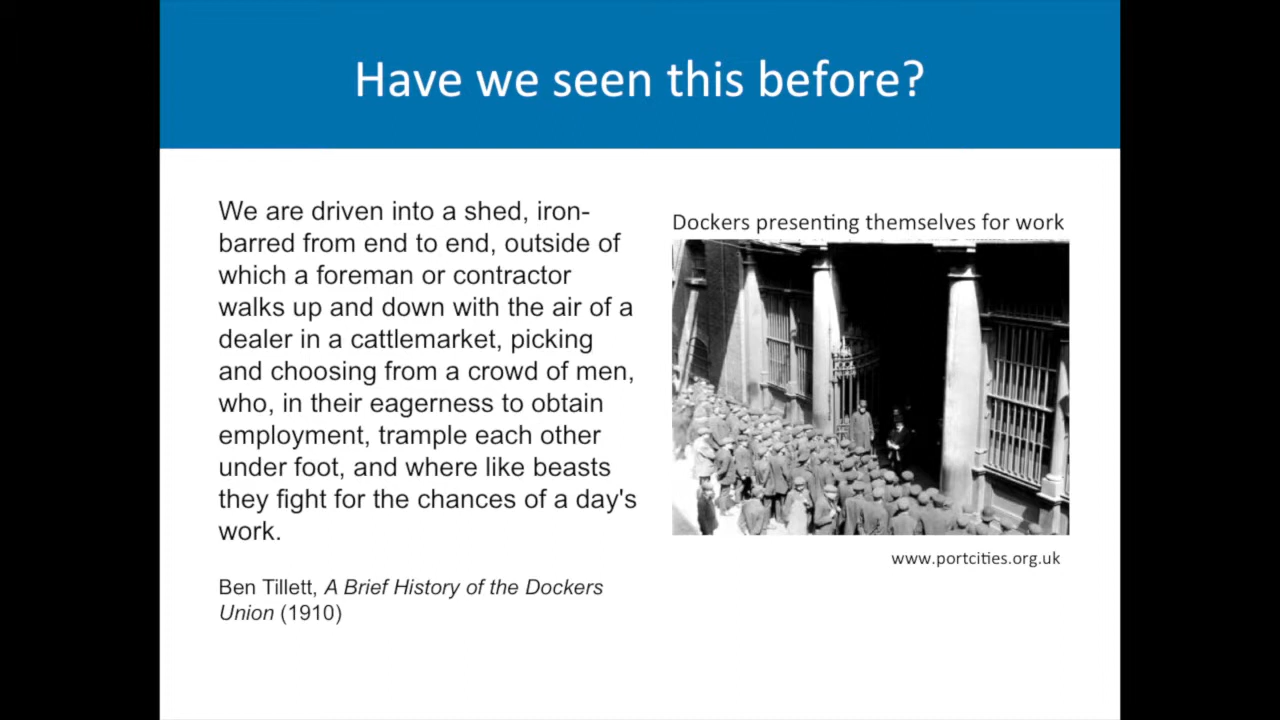 Have we seen this before?
We are driven into a shed, iron-
barred from end to end, outside of
which a foreman or contractor
walks up and down with the air of a
dealer in a cattlemarket, picking
and choosing from a crowd of men,
who, in their eagerness to obtain
employment, trample each other
under foot, and where like beasts
they fight for the chances of a day's
work.
Ben Tillett, A Brief History of the Dockers
Union (1910)
Dockers presenting themselves for work
www.portcities.org.uk